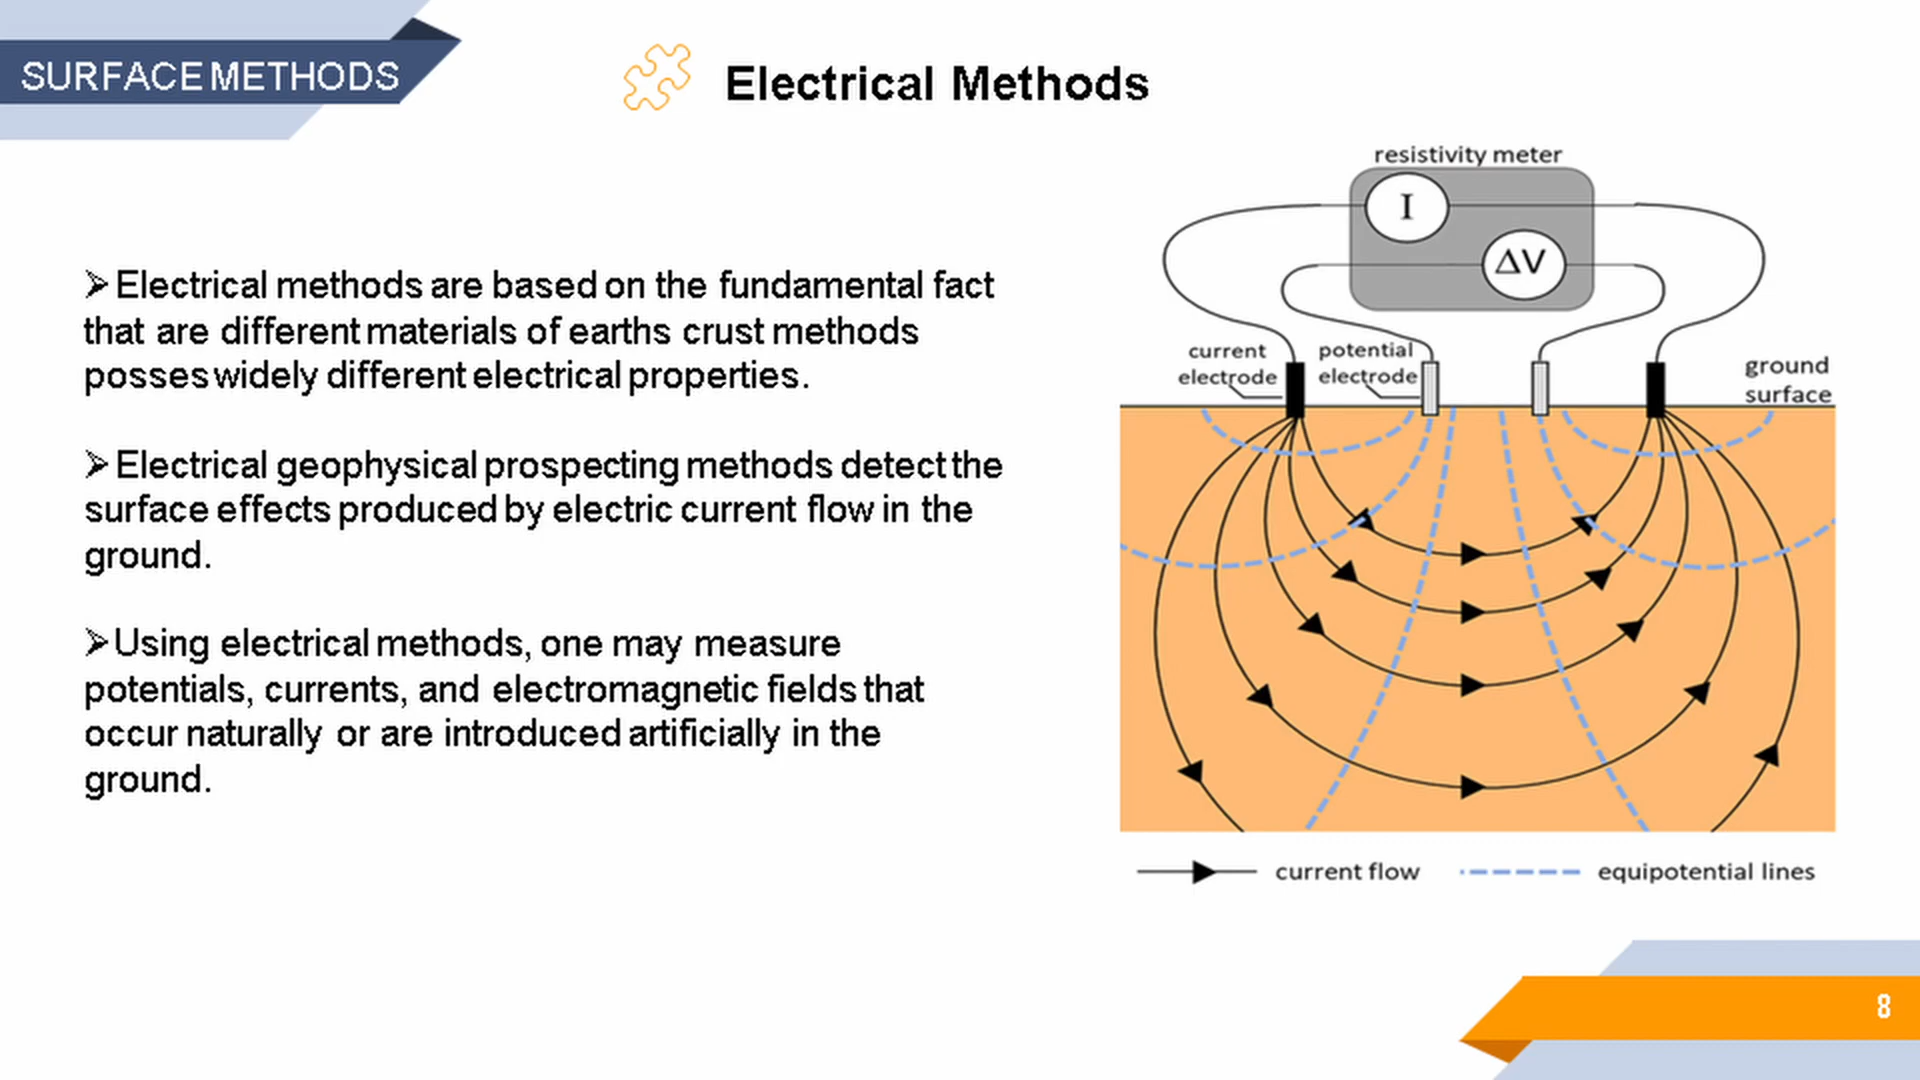 SURFACE METHODS
Electrical Methods
➢Electrical methods are based on the fundamental fact
that are different materials of earths crust methods
posses widely different electrical properties.
➢Electrical geophysical prospecting methods detect the
surface effects produced by electric current flow in the
ground.
➢Using electrical methods, one may measure
potentials, currents, and electromagnetic fields that
occur naturally or are introduced artificially in the
ground.
resistivity meter
I
ΔV
current
electrode
potential
electrode
ground
surface
current flow
equipotential lines
8